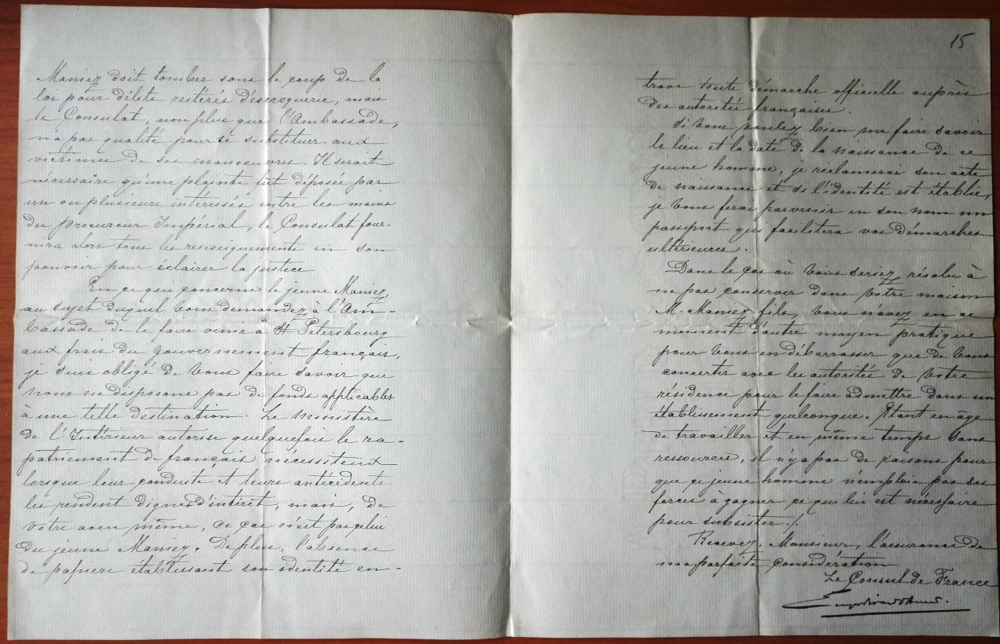 Maniez doit tomber sous le coup de la
loi pour délits réitérés d'escroquerie, mais
le Consulat, non plus que l'Ambassade,
n'a pas qualité pour se substituer aux
victimes de ses manoeuvres. Il serait
nécessaire qu'une plainte fût déposée par
un ou plusieurs intéressés entre les mains
du Procureur Impérial, le Consulat four-
nira alors tous les renseignements en son
pouvoir pour éclairer la justice
En ce qui concerne le jeune Maniez,
au sujet duquel vous demandez à l'Am-
bassade de le faire venir à St Pétersbourg
aux frais du Gouvernement français,
je suis obligé de vous faire savoir que
nous ne disposons pas de fonds applicables
à une telle destination. Le Ministère
de l'Intérieur autorise quelquefois le ra-
patriement de français nécessiteux
lorsque leur conduite et leurs antécédents
les rendent dignes d'intérêt, mais, de
votre aveu même, ce cas n'est pas celui
du jeune Maniez. De plus, l'absence
de papiers établissant son identité en-
15
trave toute démarche officielle auprès
des autorités françaises.
Si vous voulez bien me faire savoir
le lieu et la date de la naissance de ce
jeune homme, je réclamerai son acte
de naissance et si l'identité est établie,
je vous ferai parvenir en son nom un
passeport qui facilitera vos démarches
ultérieures.
Dans le cas où vous seriez résolu à
ne pas conserver dans votre maison
M. Maniez fils, vous n'avez en ce
moment d'autre moyen pratique
pour vous en débarrasser que de vous
concerter avec les autorités de votre
résidence pour le faire admettre dans un
établissement quelconque. Etant en âge
de travailler et en même temps sans
ressources, il n'y a pas de raisons pour
que ce jeune homme n'emploie pas ses
forces à gagner ce qui lui est nécessaire
pour subsister./.
Recevez, Monsieur, l'assurance de
ma parfaite considération
Le Consul de France